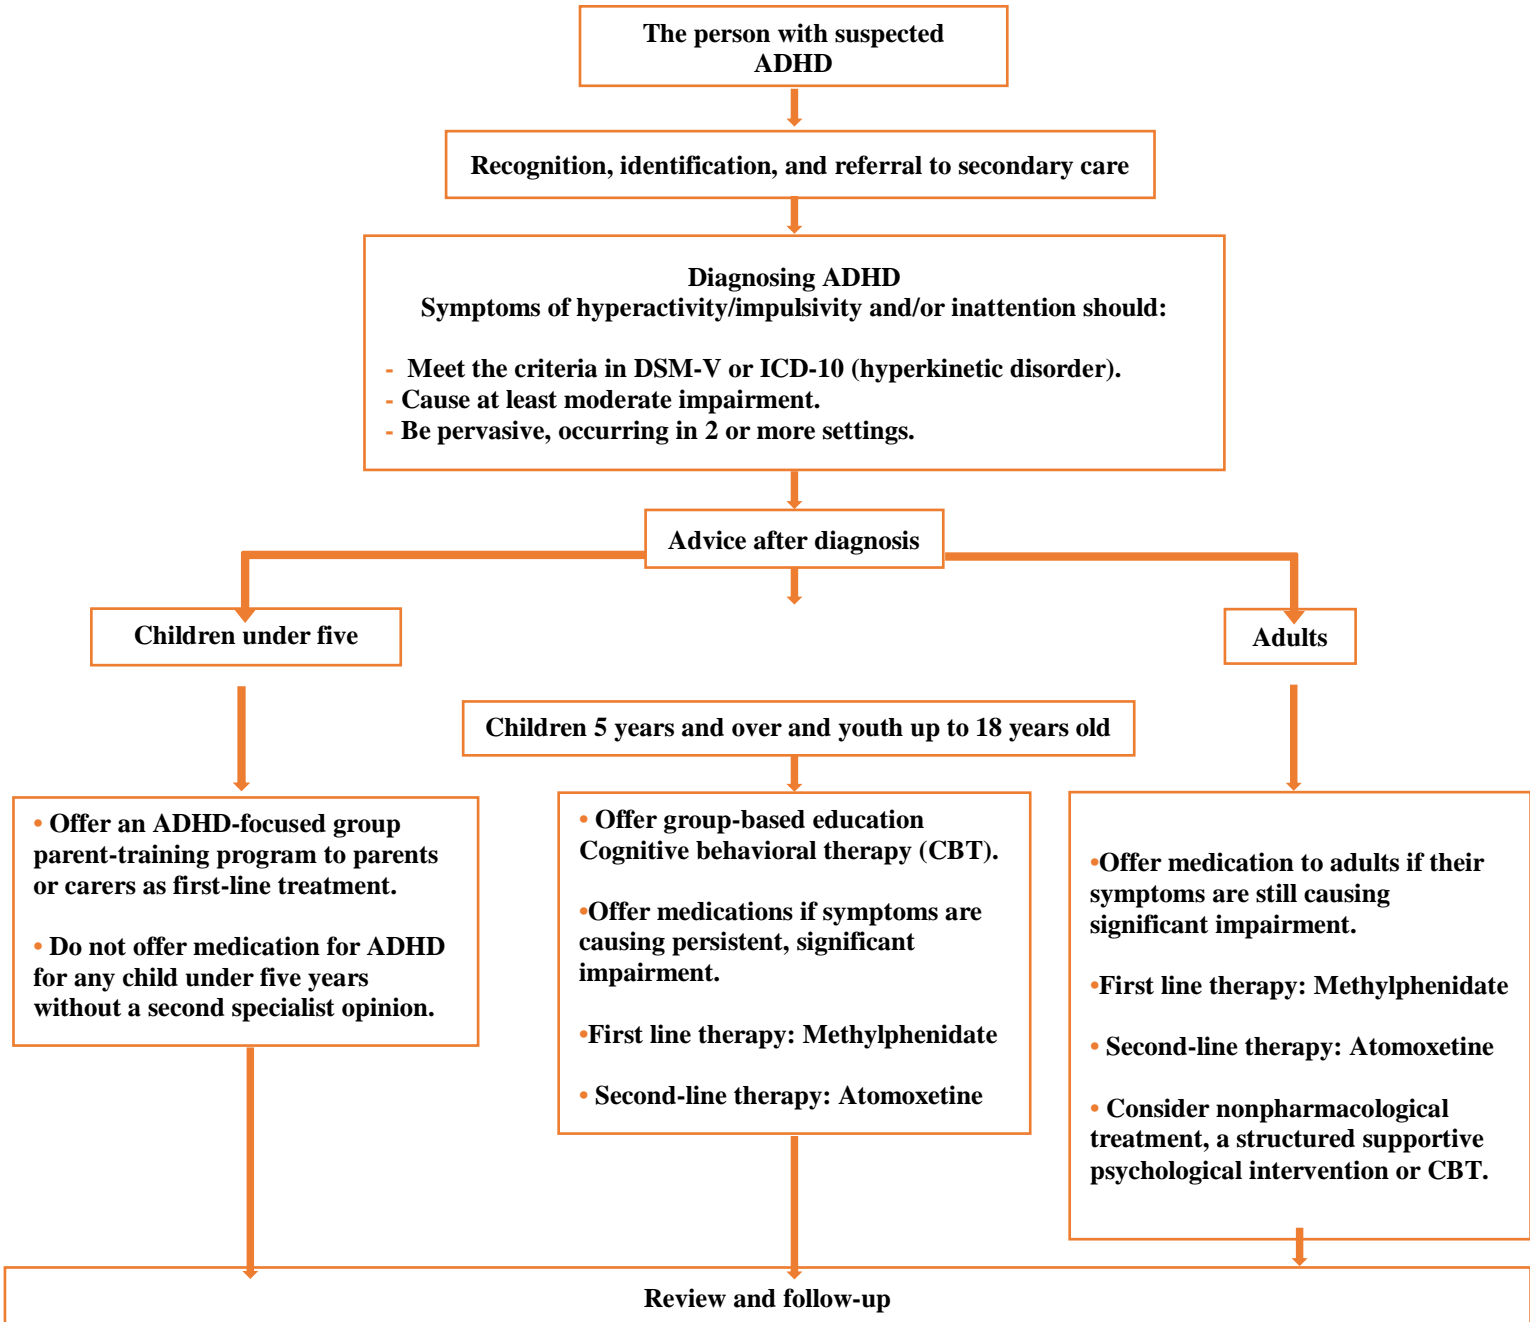 The person with suspected
ADHD
Recognition, identification, and referral to secondary care
Diagnosing ADHD
Symptoms of hyperactivity/impulsivity and/or inattention should:
- Meet the criteria in DSM-V or ICD-10 (hyperkinetic disorder).
- Cause at least moderate impairment.
- Be pervasive, occurring in 2 or more settings.
Advice after diagnosis
Children under five
Adults
Children 5 years and over and youth up to 18 years old
• Offer an ADHD-focused group
parent-training program to parents
or carers as first-line treatment.
• Do not offer medication for ADHD
for any child under five years
without a second specialist opinion.
• Offer group-based education
Cognitive behavioral therapy (CBT).
•Offer medications if symptoms are
causing persistent, significant
impairment.
•First line therapy: Methylphenidate
• Second-line therapy: Atomoxetine
•Offer medication to adults if their
symptoms are still causing
significant impairment.
•First line therapy: Methylphenidate
• Second-line therapy: Atomoxetine
• Consider nonpharmacological
treatment, a structured supportive
psychological intervention or CBT.
Review and follow-up